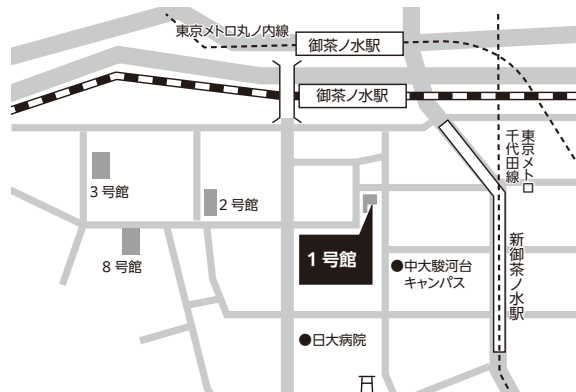 東京メトロ丸ノ内線
御茶ノ水駅
御茶ノ水駅
東京メトロ
千代田線
3 号館
2 号館
1 号館
8 号館
●中大駿河台
キャンパス
新御茶ノ水駅
●日大病院